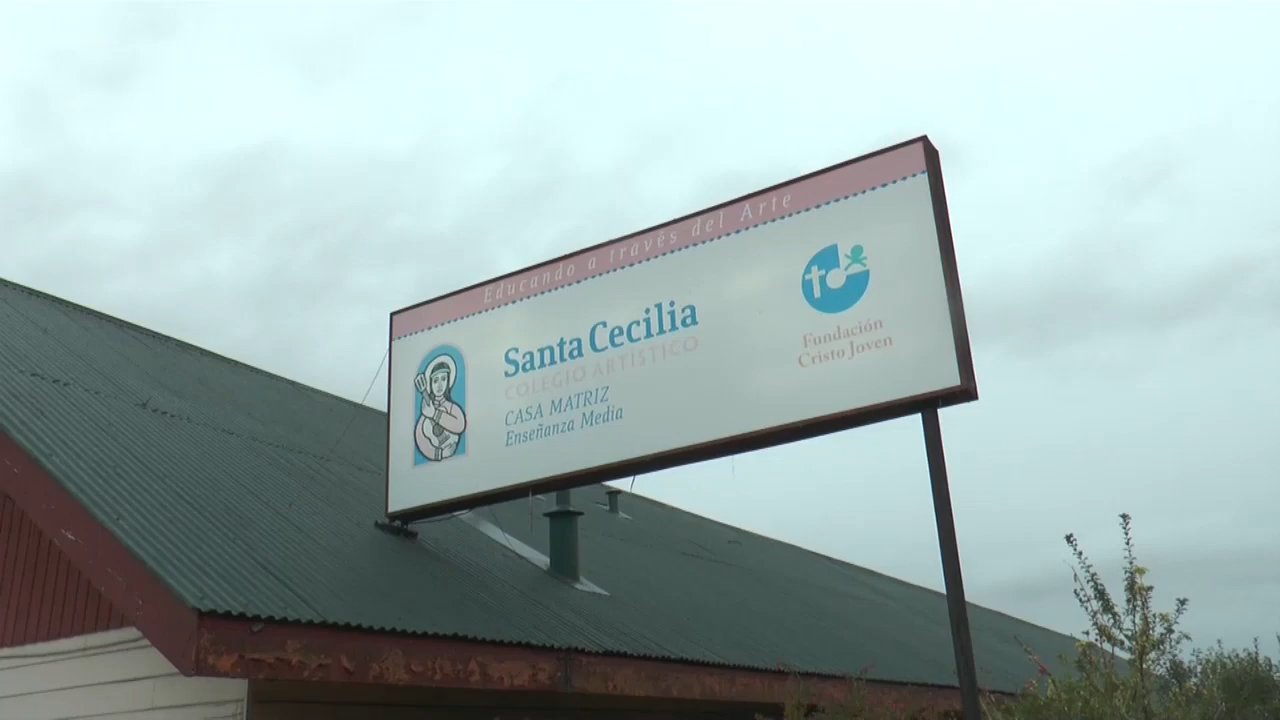 Educando a través del Arte
Santa Cecilia
COLEGIO ARTÍSTICO
CASA MATRIZ
Enseñanza Media
Fundación
Cristo Joven